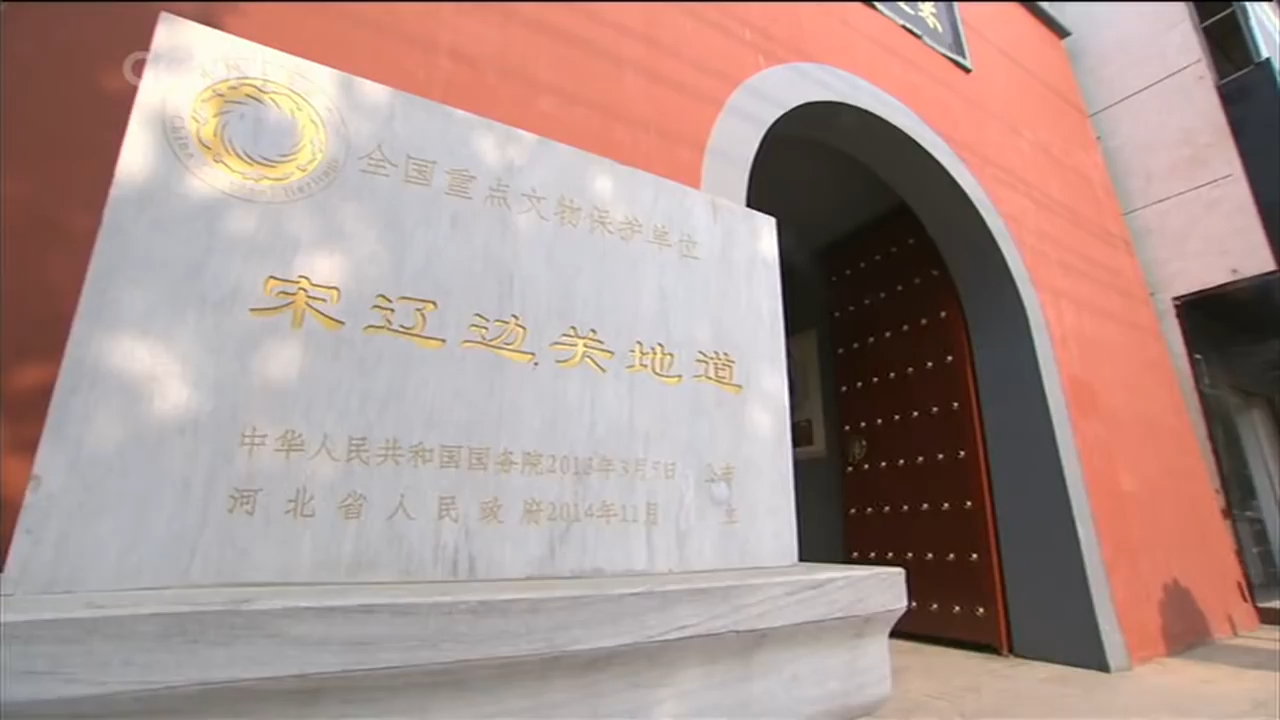 全国重点文物保护单位
宋辽边关地道
中华人民共和国国务院2013年3月5日 公布
河北省人民政府2014年11月 立